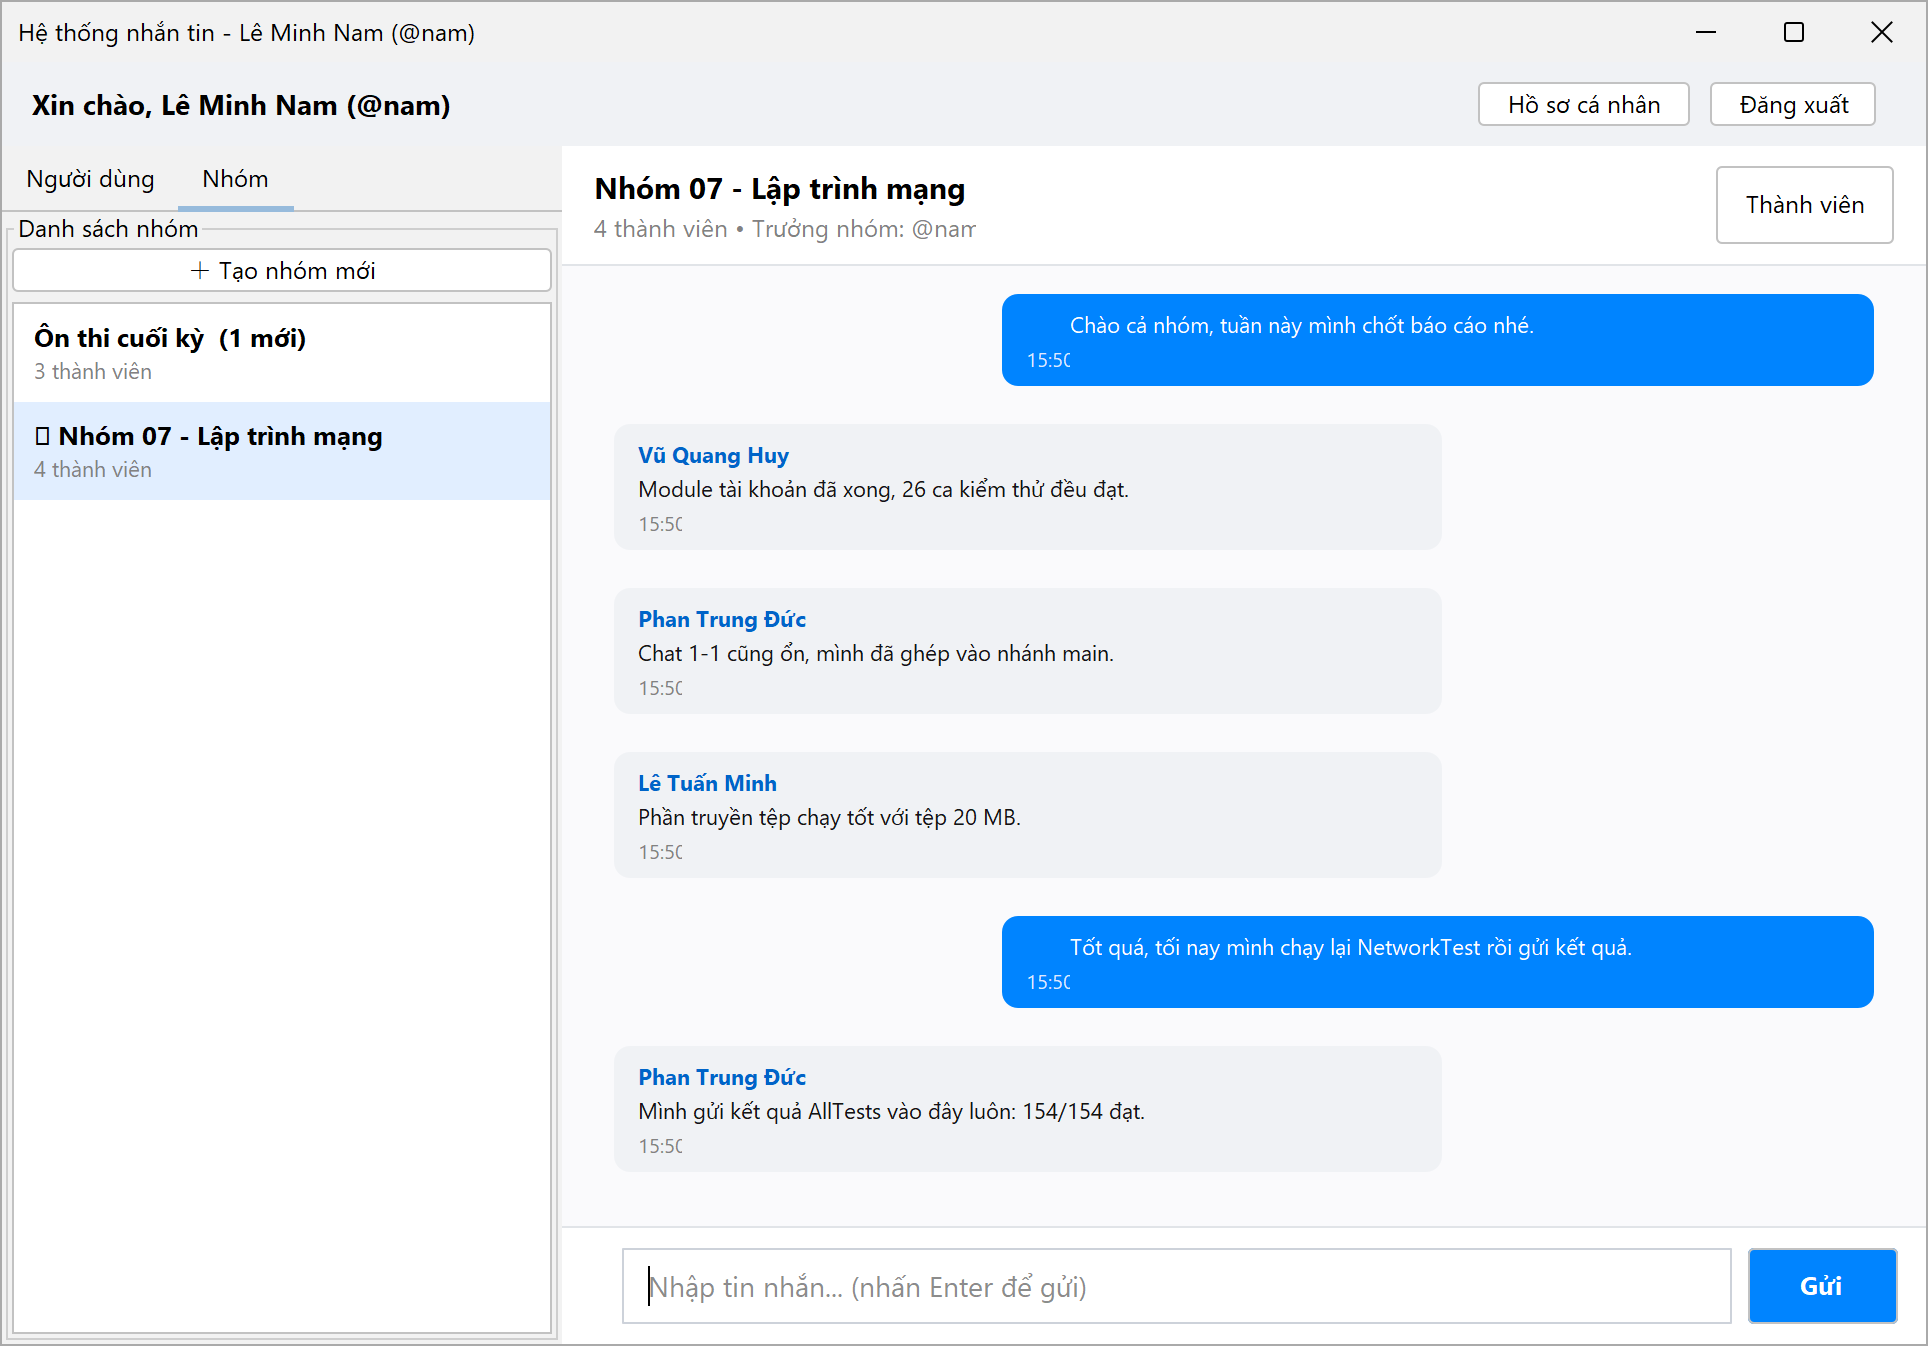 Hệ thống nhắn tin - Lê Minh Nam (@nam)
Xin chào, Lê Minh Nam (@nam)
Hồ sơ cá nhân
Đăng xuất
Người dùng
Nhóm
Danh sách nhóm
+ Tạo nhóm mới
Ôn thi cuối kỳ (1 mới)
3 thành viên
Nhóm 07 - Lập trình mạng
4 thành viên
Nhóm 07 - Lập trình mạng
4 thành viên • Trưởng nhóm: @nam
Thành viên
Chào cả nhóm, tuần này mình chốt báo cáo nhé.
15:50
Vũ Quang Huy
Module tài khoản đã xong, 26 ca kiểm thử đều đạt.
15:50
Phan Trung Đức
Chat 1-1 cũng ổn, mình đã ghép vào nhánh main.
15:50
Lê Tuấn Minh
Phần truyền tệp chạy tốt với tệp 20 MB.
15:50
Tốt quá, tối nay mình chạy lại NetworkTest rồi gửi kết quả.
15:50
Phan Trung Đức
Mình gửi kết quả AllTests vào đây luôn: 154/154 đạt.
15:50
Nhập tin nhắn... (nhấn Enter để gửi)
Gửi